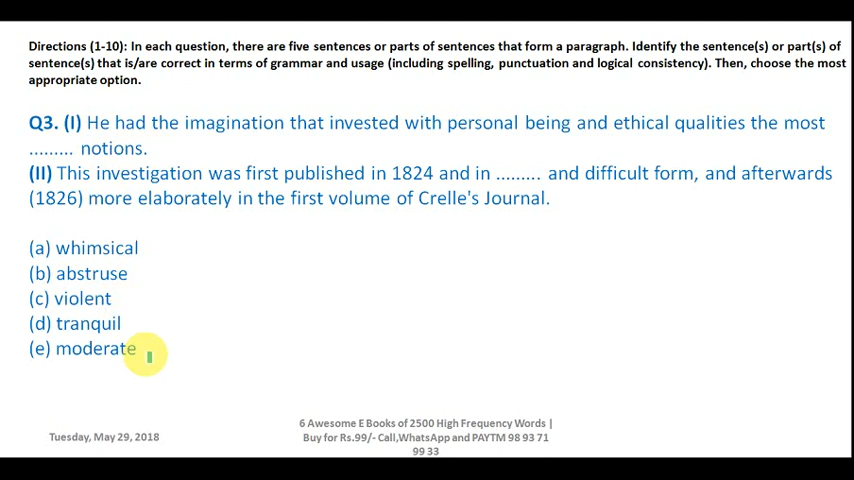 Directions (1-10): In each question, there are five sentences or parts of sentences that form a paragraph. Identify the sentence(s) or part(s) of
sentence(s) that is/are correct in terms of grammar and usage (including spelling, punctuation and logical consistency). Then, choose the most
appropriate option.
Q3. (I) He had the imagination that invested with personal being and ethical qualities the most
......... notions.
(II) This investigation was first published in 1824 and in ......... and difficult form, and afterwards
(1826) more elaborately in the first volume of Crelle's Journal.
(a) whimsical
(b) abstruse
(c) violent
(d) tranquil
(e) moderate
6 Awesome E Books of 2500 High Frequency Words |
Tuesday, May 29, 2018
Buy for Rs.99/- Call,WhatsApp and PAYTM 98 93 71
99 33